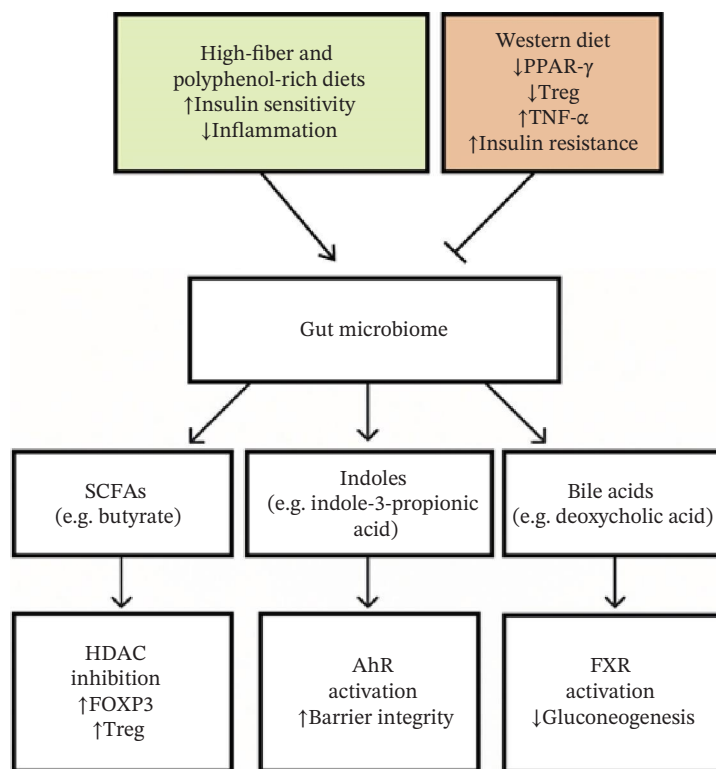 High-fiber and
polyphenol-rich diets
↑Insulin sensitivity
↓Inflammation
Western diet
↓PPAR-γ
↓Treg
↑TNF-α
↑Insulin resistance
Gut microbiome
SCFAs
(e.g. butyrate)
Indoles
(e.g. indole-3-propionic
acid)
Bile acids
(e.g. deoxycholic acid)
HDAC
inhibition
↑FOXP3
↑Treg
AhR
activation
↑Barrier integrity
FXR
activation
↓Gluconeogenesis